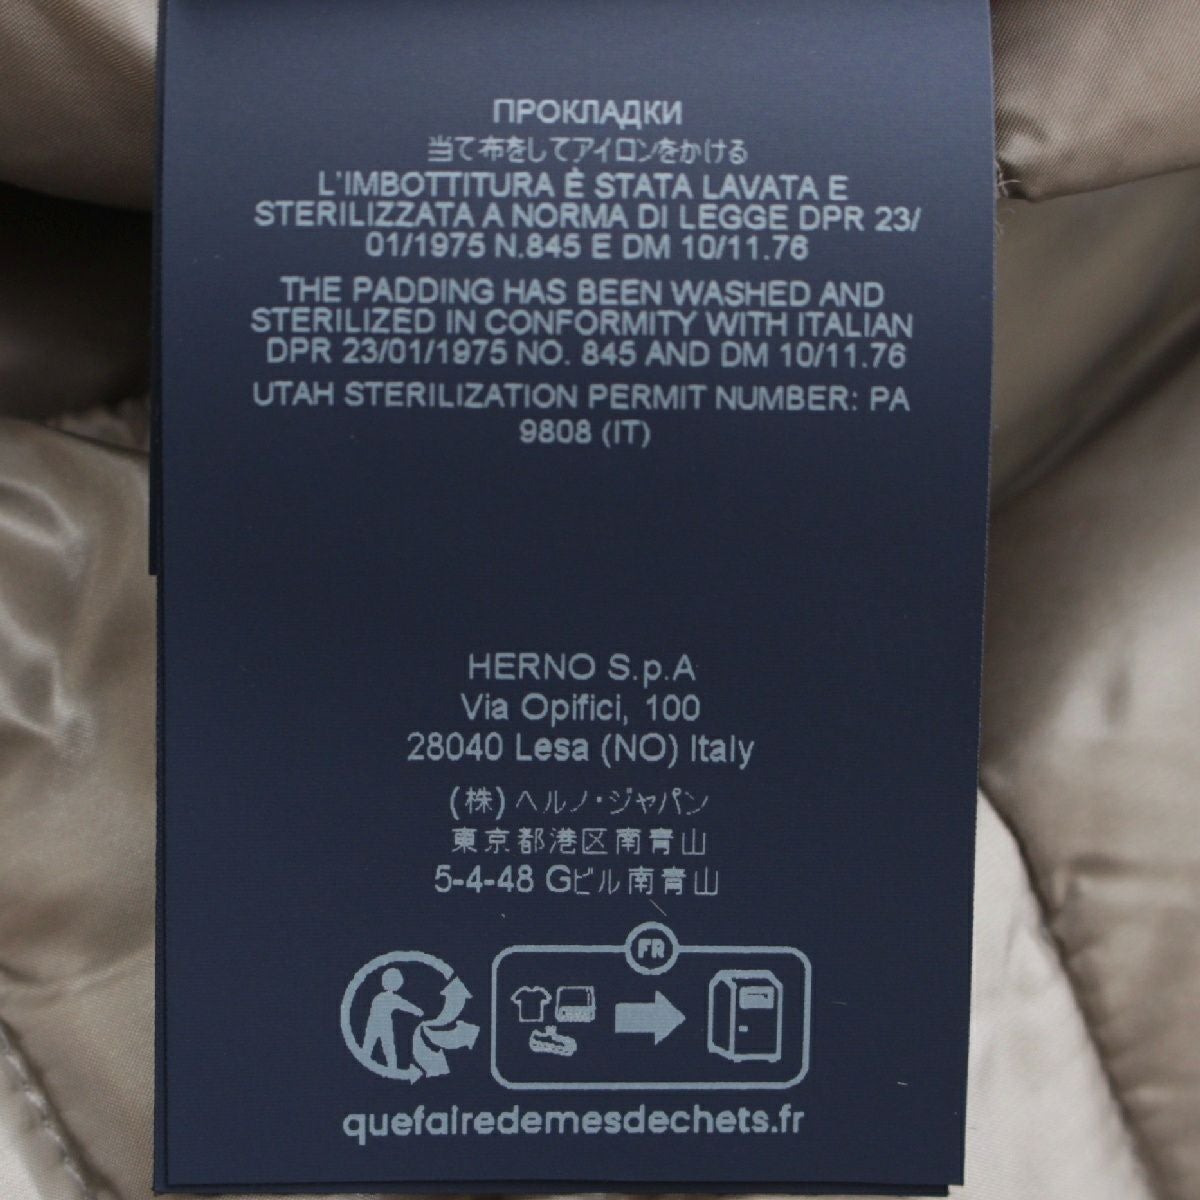 ПРОКЛАДКИ
当て布をしてアイロンをかける
L'IMBOTTITURA È STATA LAVATA E
STERILIZZATA A NORMA DI LEGGE DPR 23/
01/1975 N.845 E DM 10/11.76
THE PADDING HAS BEEN WASHED AND
STERILIZED IN CONFORMITY WITH ITALIAN
DPR 23/01/1975 NO. 845 AND DM 10/11.76
UTAH STERILIZATION PERMIT NUMBER: PA
9808 (IT)
HERNO S.p.A
Via Opifici, 100
28040 Lesa (NO) Italy
(株)ヘルノ・ジャパン
東京都港区南青山
5-4-48 Gビル南青山
FR
quefairedemesdechets.fr